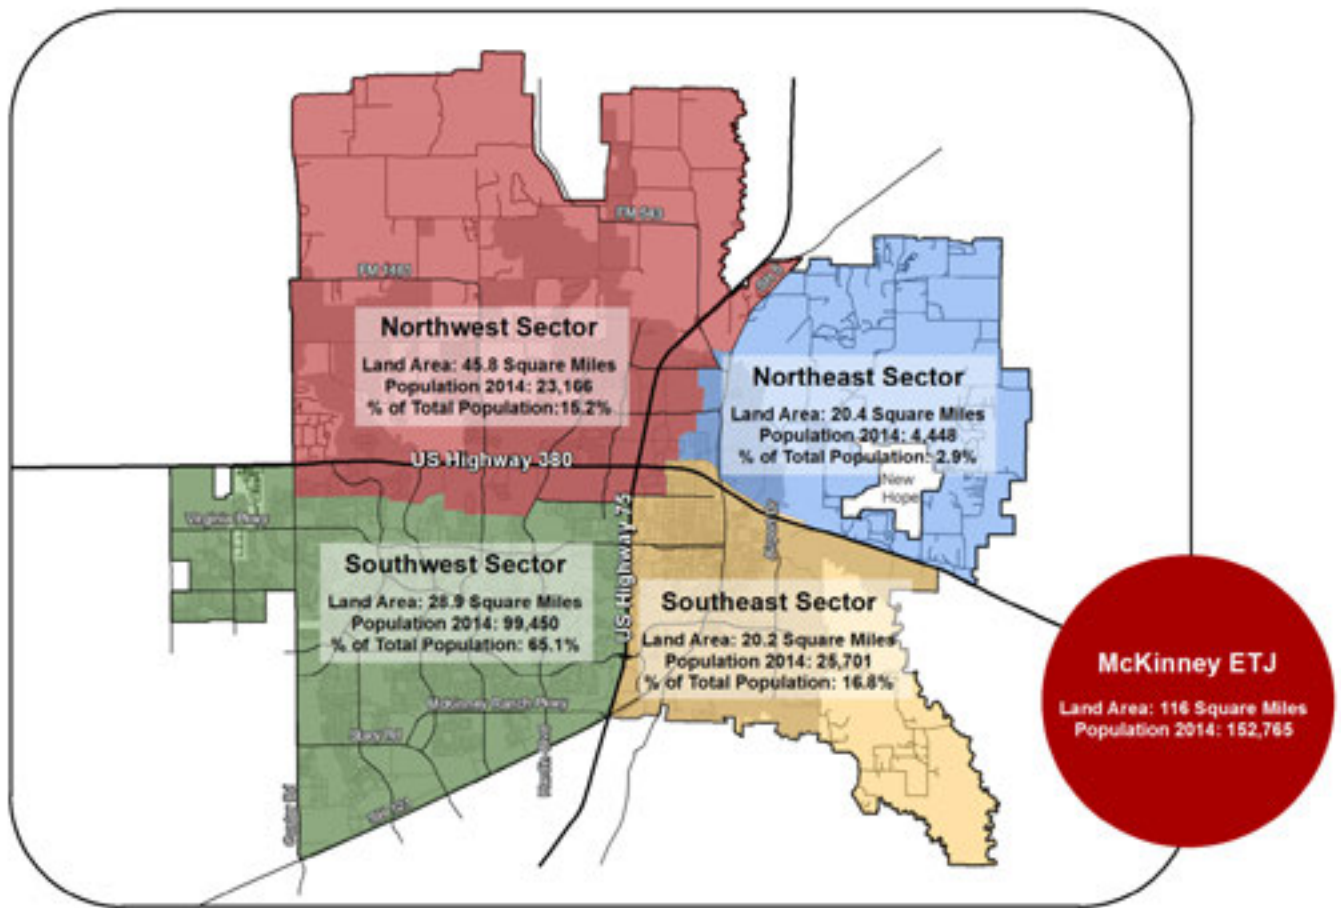 FM 543
Northwest Sector
Land Area: 45.8 Square Miles
Population 2014: 23,166
% of Total Population:15.2%
Northeast Sector
Land Area: 20.4 Square Miles
Population 2014: 4,448
% of Total Population: 2.9%
US Highway 380
New
Hope
US Highway 75
Virginia Pkwy
Southwest Sector
Land Area: 28.9 Square Miles
Population 2014: 99,450
% of Total Population: 65.1%
Southeast Sector
Land Area: 20.2 Square Miles
Population 2014: 25,701
% of Total Population: 16.8%
McKinney ETJ
Land Area: 116 Square Miles
Population 2014: 152,765
McKinney Ranch Pkwy